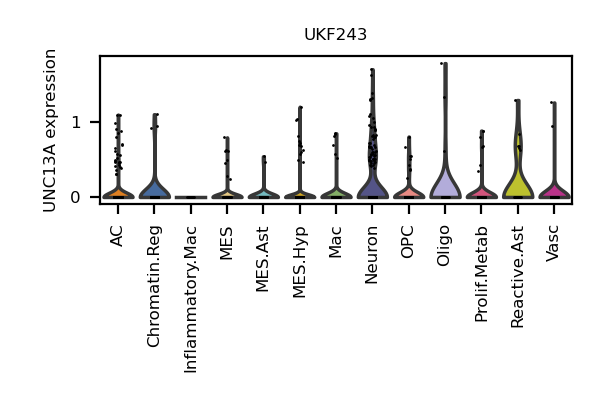 UKF243
UNC13A expression
1
0
AC
Chromatin.Reg
Inflammatory.Mac
MES
MES.Ast
MES.Hyp
Mac
Neuron
OPC
Oligo
Prolif.Metab
Reactive.Ast
Vasc